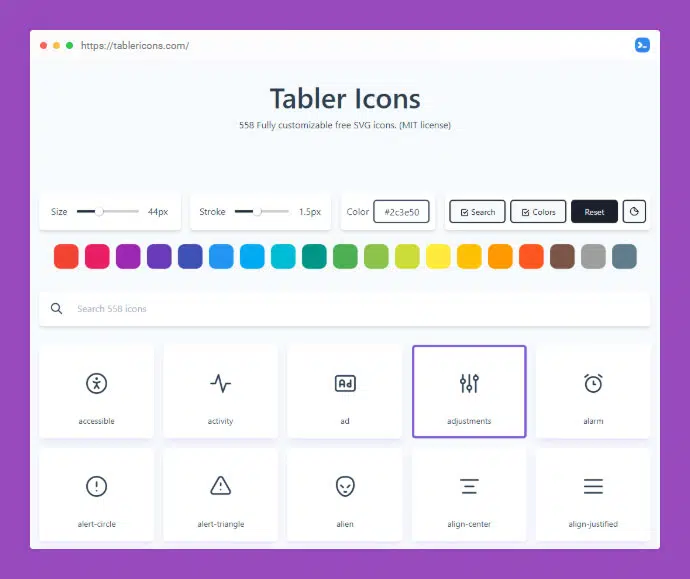 https://tablericons.com/
Tabler Icons
558 Fully customizable free SVG icons. (MIT license)
Size 44px Stroke 1.5px Color #2c3e50 Search Colors Reset
Search 558 icons
Ad
accessible activity ad adjustments alarm
alert-circle alert-triangle alien align-center align-justified